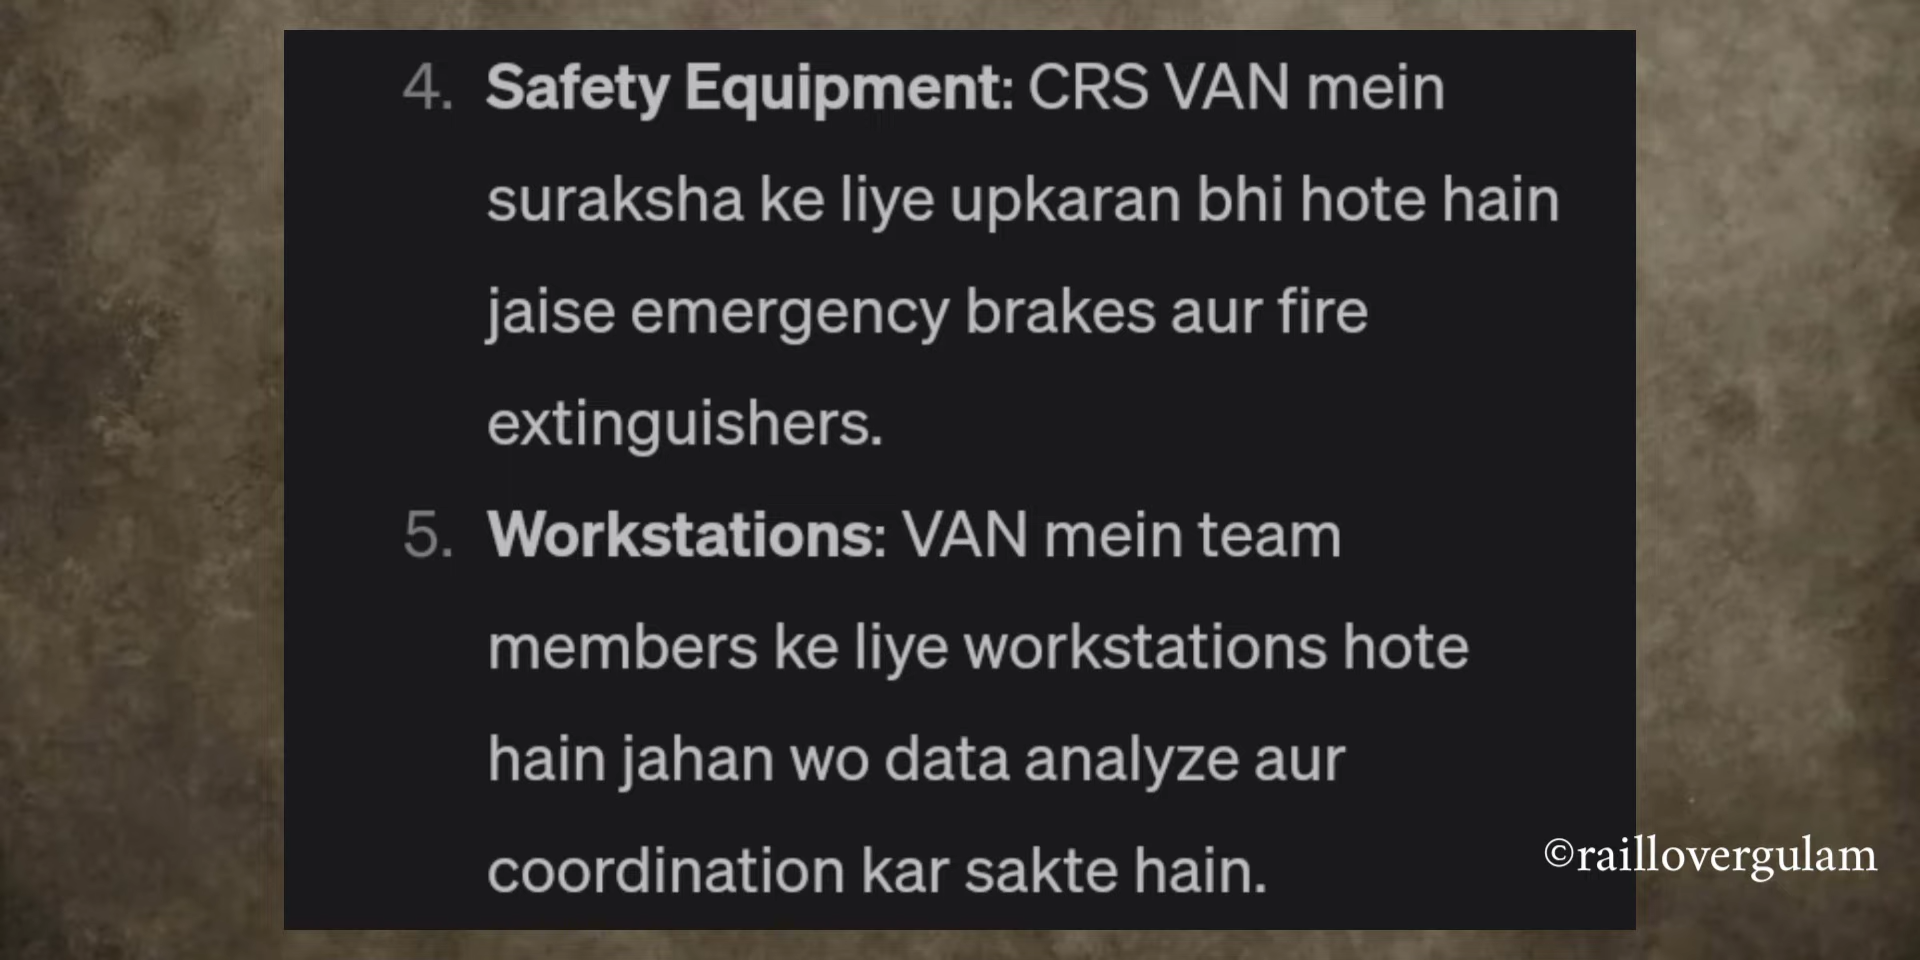 4. Safety Equipment: CRS VAN mein
suraksha ke liye upkaran bhi hote hain
jaise emergency brakes aur fire
extinguishers.
5. Workstations: VAN mein team
members ke liye workstations hote
hain jahan wo data analyze aur
coordination kar sakte hain.
©raillovergulam